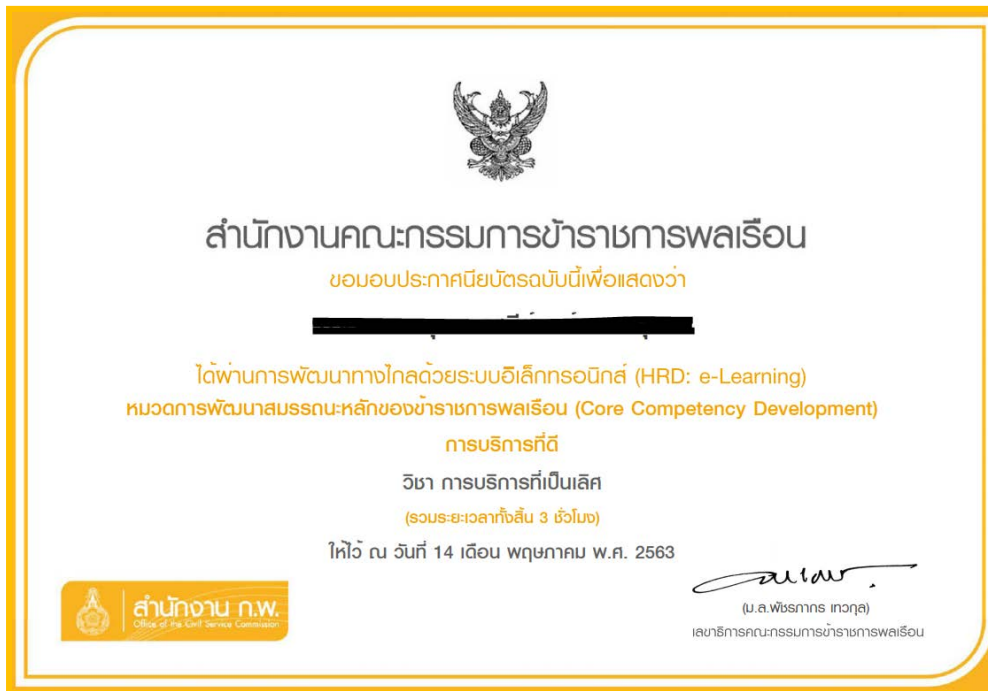 สำนักงานคณะกรรมการข้าราชการพลเรือน
ขอมอบประกาศนียบัตรฉบับนี้เพื่อแสดงว่า
ได้ผ่านการพัฒนาทางไกลด้วยระบบอิเล็กทรอนิกส์ (HRD: e-Learning)
หมวดการพัฒนาสมรรถนะหลักของข้าราชการพลเรือน (Core Competency Development)
การบริการที่ดี
วิชา การบริการที่เป็นเลิศ
(รวมระยะเวลาทั้งสิ้น 3 ชั่วโมง)
ให้ไว้ ณ วันที่ 14 เดือน พฤษภาคม พ.ศ. 2563
(ม.ล.พัชรภากร เทวกุล)
เลขาธิการคณะกรรมการข้าราชการพลเรือน
สำนักงาน ก.พ.
Office of the Civil Service Commission